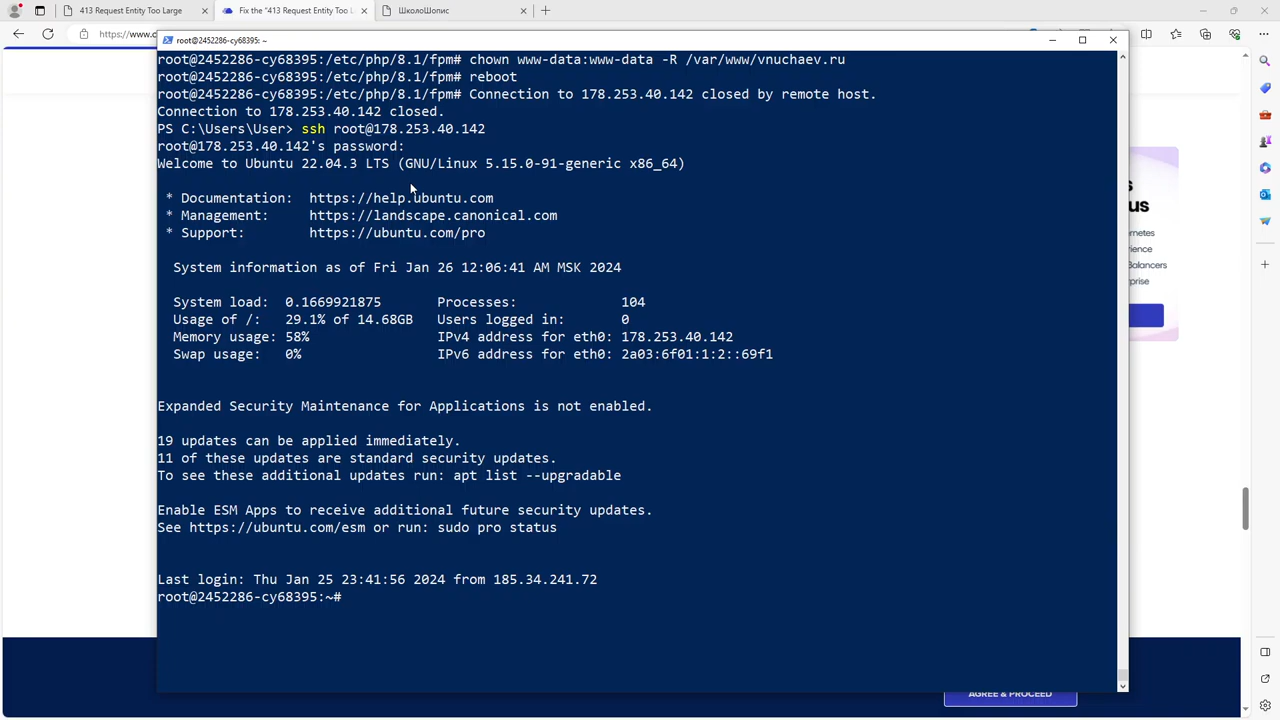 413 Request Entity Too Large
Fix the "413 Request Entity Too L
ШколоШопис
https://www.c
root@2452286-cy68395: ~
root@2452286-cy68395:/etc/php/8.1/fpm# chown www-data:www-data -R /var/www/vnuchaev.ru
root@2452286-cy68395:/etc/php/8.1/fpm# reboot
root@2452286-cy68395:/etc/php/8.1/fpm# Connection to 178.253.40.142 closed by remote host.
Connection to 178.253.40.142 closed.
PS C:\Users\User> ssh root@178.253.40.142
root@178.253.40.142's password:
Welcome to Ubuntu 22.04.3 LTS (GNU/Linux 5.15.0-91-generic x86_64)
* Documentation: https://help.ubuntu.com
* Management: https://landscape.canonical.com
* Support: https://ubuntu.com/pro
System information as of Fri Jan 26 12:06:41 AM MSK 2024
System load: 0.1669921875 Processes: 104
Usage of /: 29.1% of 14.68GB Users logged in: 0
Memory usage: 58% IPv4 address for eth0: 178.253.40.142
Swap usage: 0% IPv6 address for eth0: 2a03:6f01:1:2::69f1
Expanded Security Maintenance for Applications is not enabled.
19 updates can be applied immediately.
11 of these updates are standard security updates.
To see these additional updates run: apt list --upgradable
Enable ESM Apps to receive additional future security updates.
See https://ubuntu.com/esm or run: sudo pro status
Last login: Thu Jan 25 23:41:56 2024 from 185.34.241.72
root@2452286-cy68395:~#
s
us
ernetes
erience
Balancers
erprise
AGREE & PROCEED